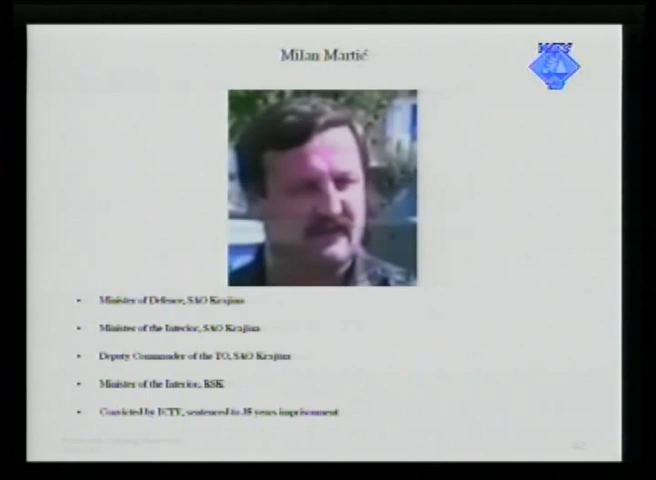 Milan Martić
ICTY
• Minister of Defence, SAO Krajina
• Minister of the Interior, SAO Krajina
• Deputy Commander of the TO, SAO Krajina
• Minister of the Interior, RSK
• Convicted by ICTY, sentenced to 35 years imprisonment